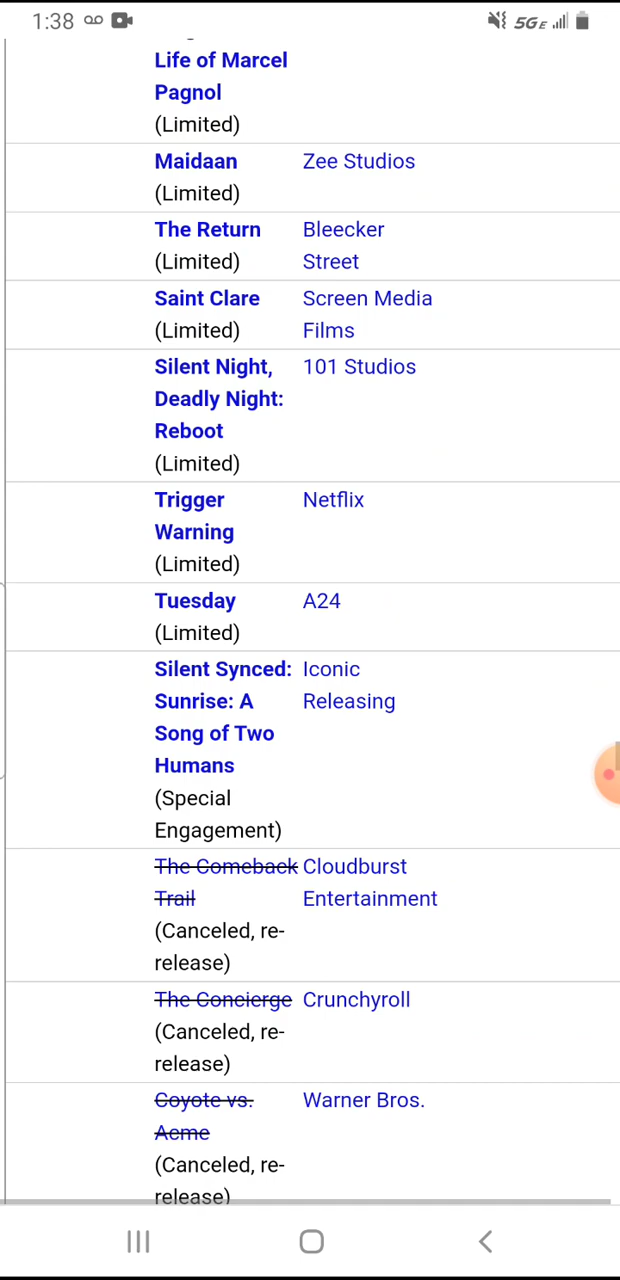 1:38
5GE
Life of Marcel
Pagnol
(Limited)
Maidaan Zee Studios
(Limited)
The Return Bleecker
(Limited) Street
Saint Clare Screen Media
(Limited) Films
Silent Night, 101 Studios
Deadly Night:
Reboot
(Limited)
Trigger Netflix
Warning
(Limited)
Tuesday A24
(Limited)
Silent Synced: Iconic
Sunrise: A Releasing
Song of Two
Humans
(Special
Engagement)
The Comeback Cloudburst
Trail Entertainment
(Canceled, re-
release)
The Concierge Crunchyroll
(Canceled, re-
release)
Coyote vs. Warner Bros.
Acme
(Canceled, re-
release)